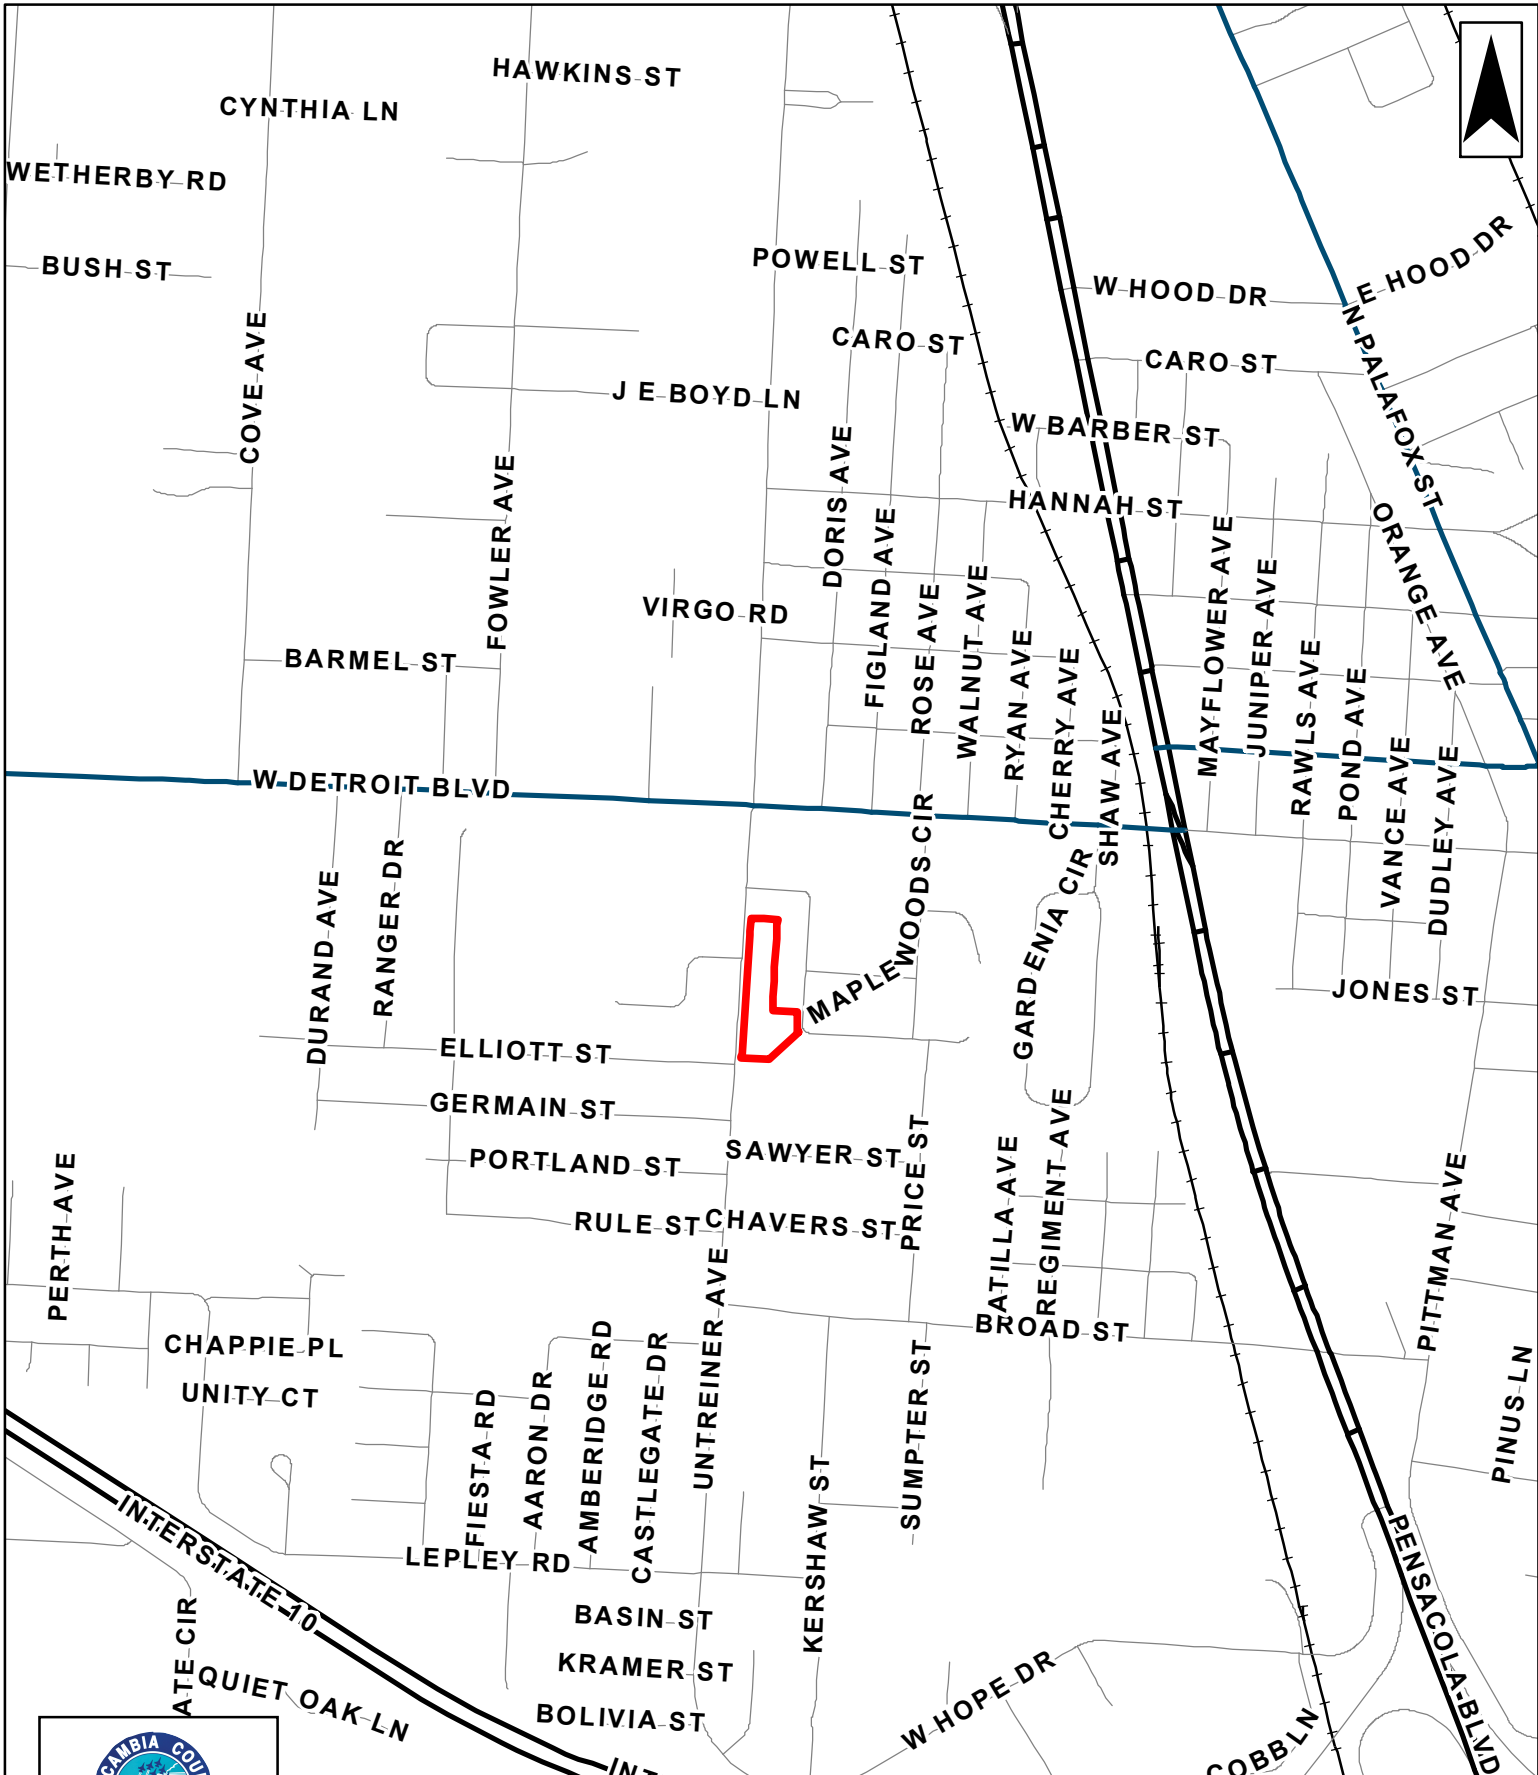 HAWKINS ST
CYNTHIA LN
WETHERBY RD
E HOOD DR
POWELL ST
BUSH ST
W HOOD DR
N PALAFOX ST
COVE AVE
CARO ST
CARO ST
J E BOYD LN
W BARBER ST
DORIS AVE
FOWLER AVE
HANNAH ST
ORANGE AVE
FIGLAND AVE
MAYFLOWER AVE
JUNIPER AVE
VIRGO RD
ROSE AVE
WALNUT AVE
RYAN AVE
CHERRY AVE
RAWLS AVE
POND AVE
BARMEL ST
SHAW AVE
VANCE AVE
DUDLEY AVE
W DETROIT BLVD
DURAND AVE
RANGER DR
MAPLEWOODS CIR
GARDENIA CIR
JONES ST
ELLIOTT ST
GERMAIN ST
PRICE ST
ATILLA AVE
REGIMENT AVE
PORTLAND ST
SAWYER ST
PERTH AVE
PITTMAN AVE
RULE ST
CHAVERS ST
UNTREINER AVE
BROAD ST
CHAPPIE PL
UNITY CT
FIESTA RD
AARON DR
AMBERIDGE RD
CASTLEGATE DR
SUMPTER ST
PINUS LN
KERSHAW ST
INTERSTATE 10
LEPLEY RD
PENSACOLA BLVD
BASIN ST
ATE CIR
QUIET OAK LN
KRAMER ST
W HOPE DR
BOLIVIA ST
COBB LN
CAMBIA COU
INT